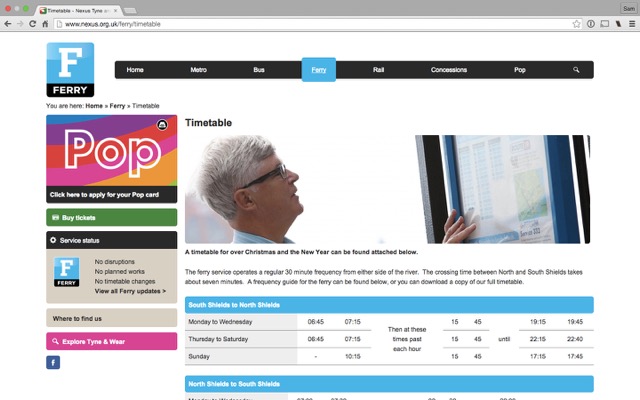 Timetable - Nexus Tyne an
Sam
www.nexus.org.uk/ferry/timetable
F
FERRY
Home Metro Bus Ferry Rail Concessions Pop
You are here: Home » Ferry » Timetable
Pop
Click here to apply for your Pop card
Buy tickets
Service status
F
FERRY
No disruptions
No planned works
No timetable changes
View all Ferry updates >
Where to find us
Explore Tyne & Wear
f
Timetable
A timetable for over Christmas and the New Year can be found attached below.
The ferry service operates a regular 30 minute frequency from either side of the river. The crossing time between North and South Shields takes
about seven minutes. A frequency guide for the ferry can be found below, or you can download a copy of our full timetable.
South Shields to North Shields
Monday to Wednesday 06:45 07:15 15 45 19:15 19:45
Then at these
times past
each hour
Thursday to Saturday 06:45 07:15 15 45 until 22:15 22:40
Sunday - 10:15 15 45 17:15 17:45
North Shields to South Shields